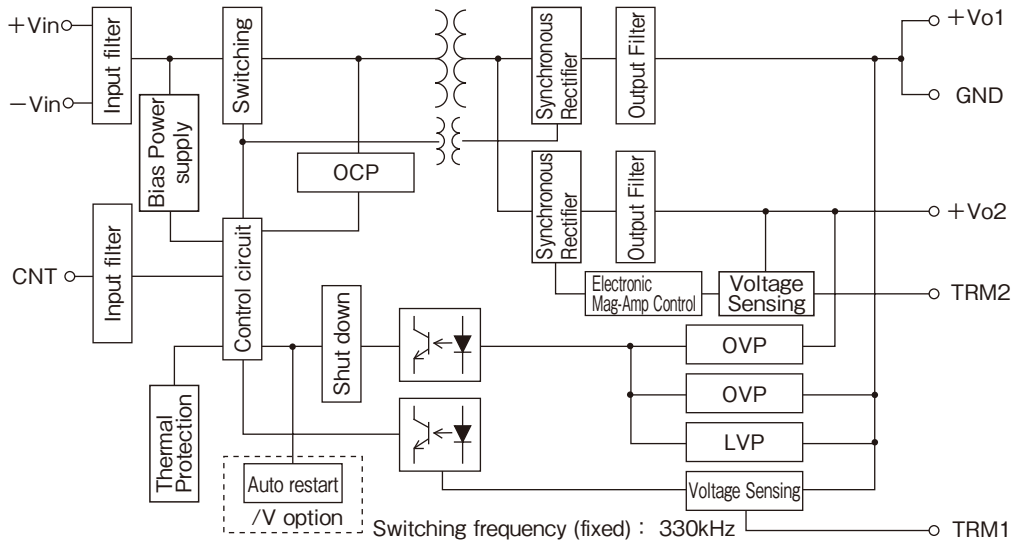 +Vin
−Vin
Input filter
Switching
Bias Power
supply
OCP
Synchronous
Rectifier
Output Filter
+Vo1
GND
CNT
Input filter
Control circuit
Synchronous
Rectifier
Output Filter
+Vo2
Electronic
Mag-Amp Control
Voltage
Sensing
TRM2
Thermal
Protection
Shut down
OVP
OVP
LVP
Auto restart
/V option
Voltage Sensing
TRM1
Switching frequency (fixed) : 330kHz